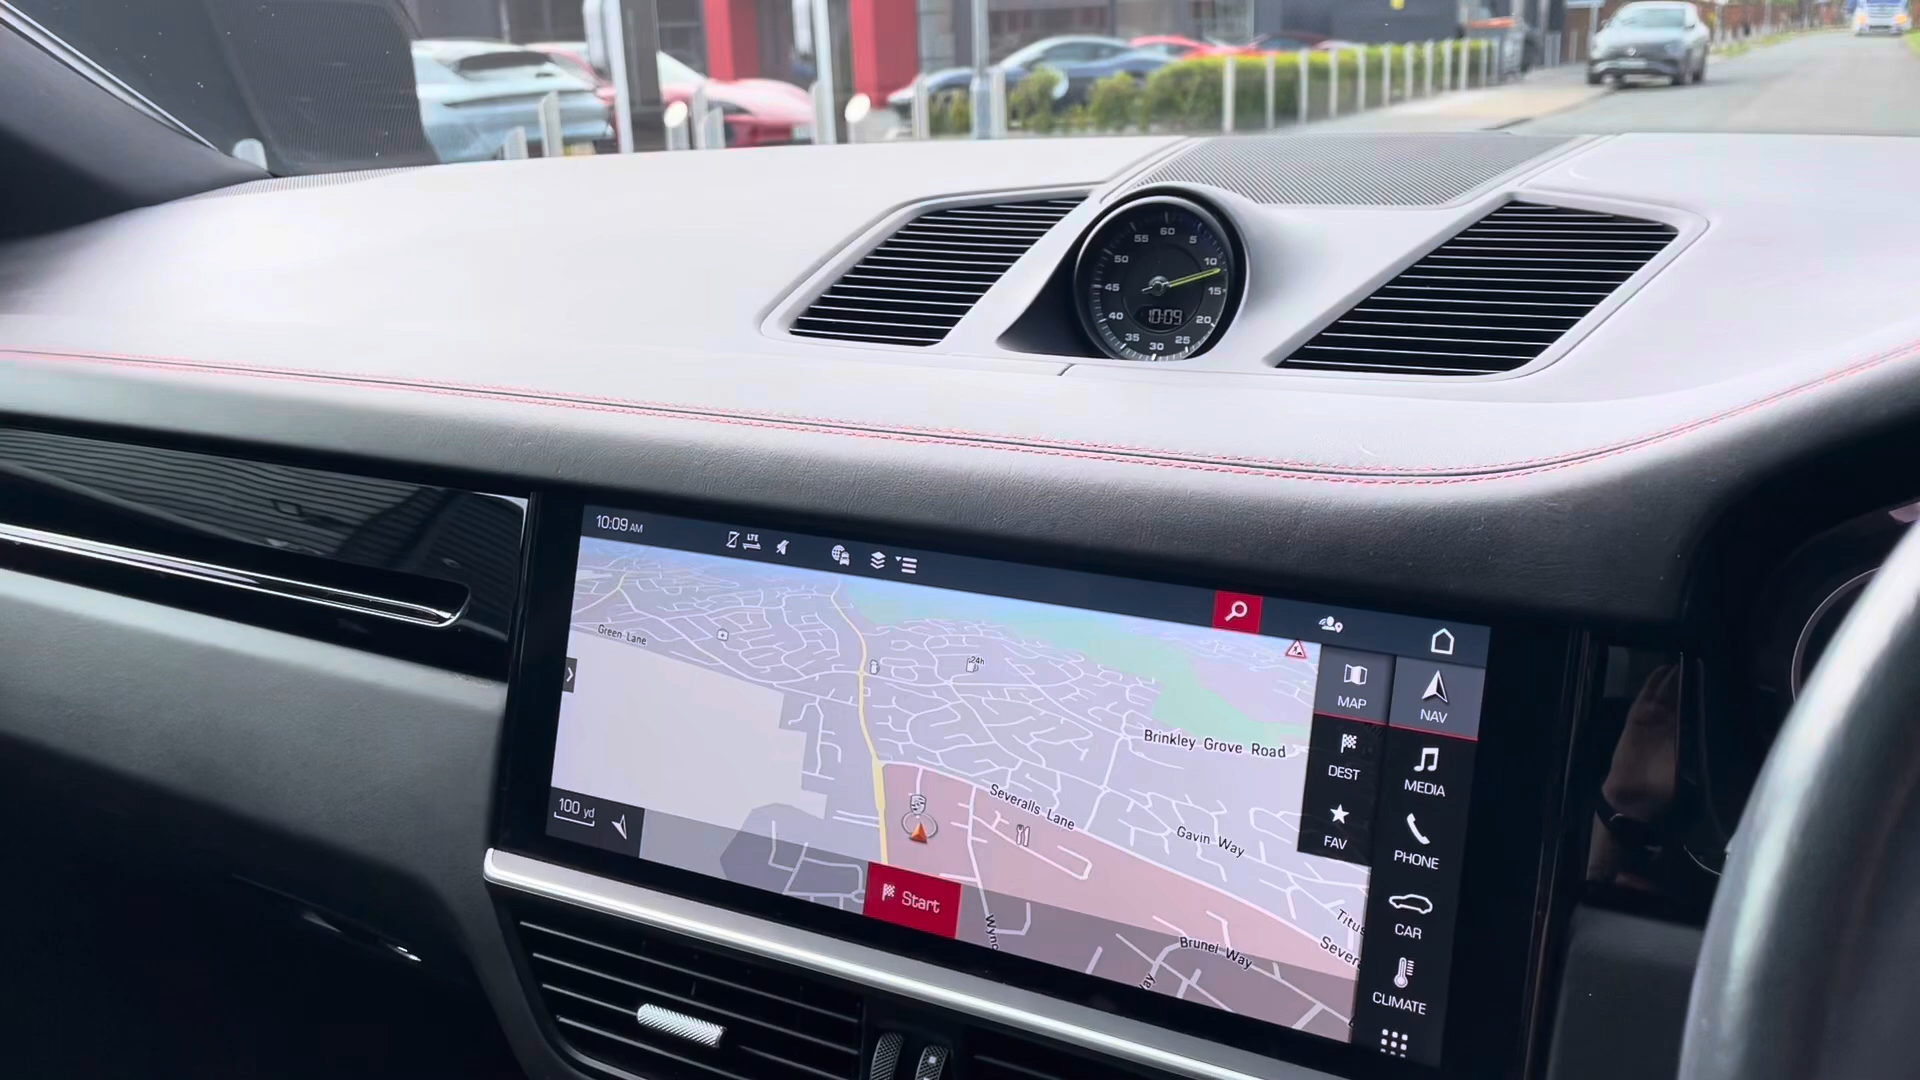 60
55
5
50
10
45
15
40
20
10:09
35
25
30
10:09 AM
LTE
24h
Green Lane
MAP
NAV
Brinkley Grove Road
DEST
MEDIA
100 yd
Severalls Lane
Gavin Way
FAV
PHONE
Start
Titus
CAR
Brunel Way
CLIMATE